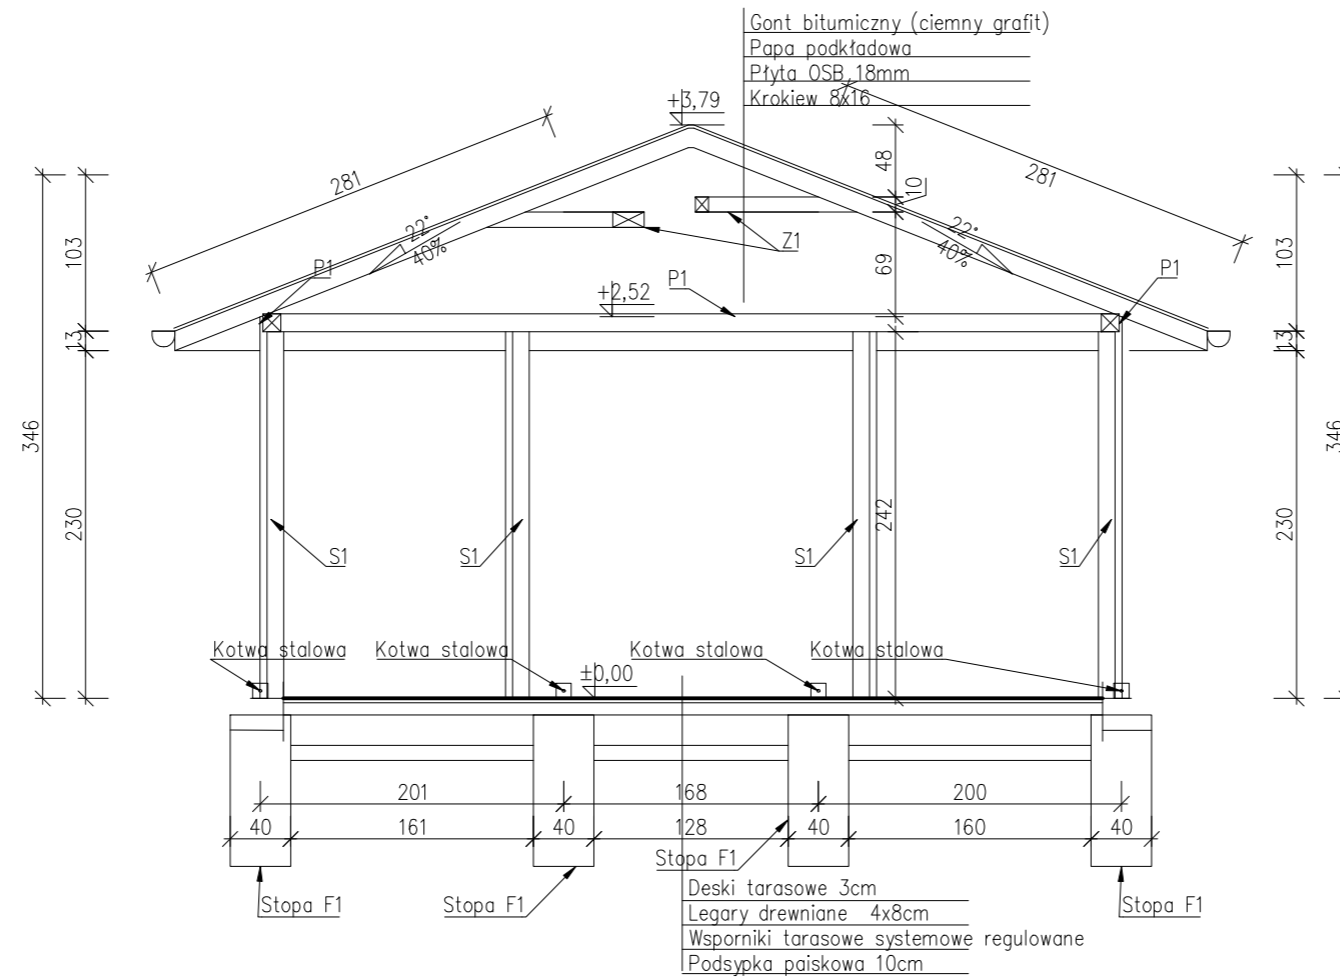 Gont bitumiczny (ciemny grafit)
Papa podkładowa
Płyta OSB 18mm
Krokiew 8x16
+3,79
281
281
48
10
22°
40%
22°
40%
Z1
103
103
69
P1
P1
P1
+2,52
13
13
346
346
230
230
242
S1
S1
S1
S1
Kotwa stalowa
Kotwa stalowa
Kotwa stalowa
Kotwa stalowa
±0,00
201
168
200
40
161
40
128
40
160
40
Stopa F1
Stopa F1
Stopa F1
Stopa F1
Deski tarasowe 3cm
Legary drewniane 4x8cm
Wsporniki tarasowe systemowe regulowane
Podsypka paiskowa 10cm